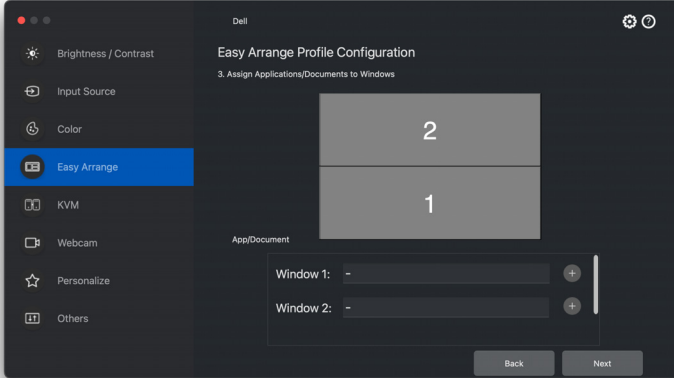 Dell
Brightness / Contrast
Input Source
Color
Easy Arrange
KVM
Webcam
Personalize
Others
Easy Arrange Profile Configuration
3. Assign Applications/Documents to Windows
2
1
App/Document
Window 1: -
Window 2: -
Back
Next